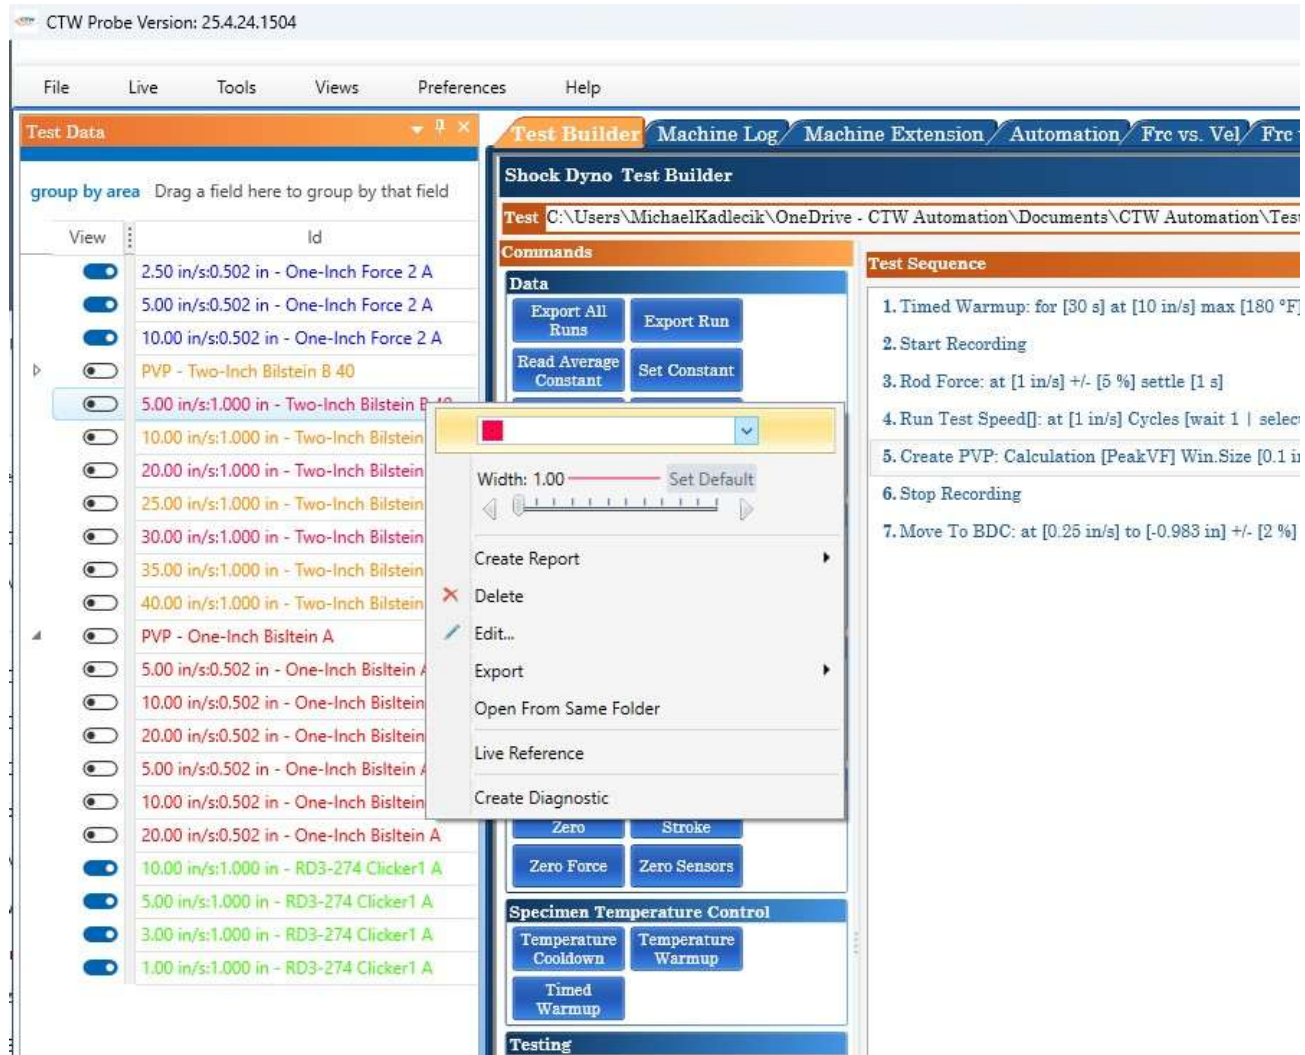 CTW Probe Version: 25.4.24.1504
File Live Tools Views Preferences Help
Test Data
group by area Drag a field here to group by that field
View Id
2.50 in/s:0.502 in - One-Inch Force 2 A
5.00 in/s:0.502 in - One-Inch Force 2 A
10.00 in/s:0.502 in - One-Inch Force 2 A
PVP - Two-Inch Bilstein B 40
5.00 in/s:1.000 in - Two-Inch Bilstein B 40
10.00 in/s:1.000 in - Two-Inch Bilstein
20.00 in/s:1.000 in - Two-Inch Bilstein
25.00 in/s:1.000 in - Two-Inch Bilstein
30.00 in/s:1.000 in - Two-Inch Bilstein
35.00 in/s:1.000 in - Two-Inch Bilstein
40.00 in/s:1.000 in - Two-Inch Bilstein
PVP - One-Inch Bisltein A
5.00 in/s:0.502 in - One-Inch Bisltein A
10.00 in/s:0.502 in - One-Inch Bisltein
20.00 in/s:0.502 in - One-Inch Bisltein
5.00 in/s:0.502 in - One-Inch Bisltein A
10.00 in/s:0.502 in - One-Inch Bisltein
20.00 in/s:0.502 in - One-Inch Bisltein A
10.00 in/s:1.000 in - RD3-274 Clicker1 A
5.00 in/s:1.000 in - RD3-274 Clicker1 A
3.00 in/s:1.000 in - RD3-274 Clicker1 A
1.00 in/s:1.000 in - RD3-274 Clicker1 A
Width: 1.00 Set Default
Create Report
Delete
Edit...
Export
Open From Same Folder
Live Reference
Create Diagnostic
Test Builder Machine Log Machine Extension Automation Frc vs. Vel Frc
Shock Dyno Test Builder
Test C:\Users\MichaelKadlecik\OneDrive - CTW Automation\Documents\CTW Automation\Tes
Commands
Data
Export All
Runs
Export Run
Read Average
Constant
Set Constant
Zero
Stroke
Zero Force
Zero Sensors
Specimen Temperature Control
Temperature
Cooldown
Temperature
Warmup
Timed
Warmup
Testing
Test Sequence
1. Timed Warmup: for [30 s] at [10 in/s] max [180 °F]
2. Start Recording
3. Rod Force: at [1 in/s] +/- [5 %] settle [1 s]
4. Run Test Speed[]: at [1 in/s] Cycles [wait 1 | selec
5. Create PVP: Calculation [PeakVF] Win.Size [0.1 i
6. Stop Recording
7. Move To BDC: at [0.25 in/s] to [-0.983 in] +/- [2 %]